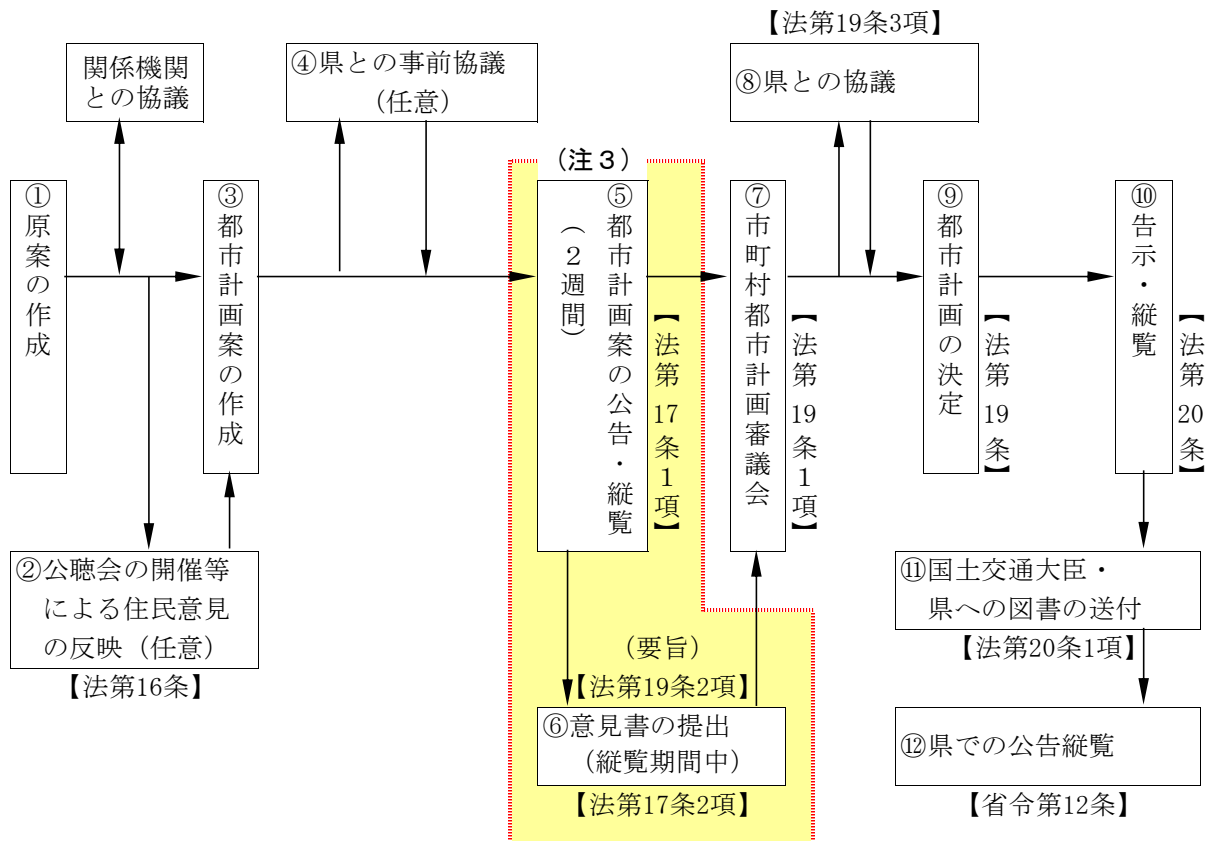 【法第19条3項】
関係機関
との協議
④県との事前協議
(任意)
⑧県との協議
①原案の作成
③都市計画案の作成
(注3)
⑤都市計画案の公告・縦覧
(2週間)
【法第17条1項】
⑦市町村都市計画審議会
【法第19条1項】
⑨都市計画の決定
【法第19条】
⑩告示・縦覧
【法第20条】
②公聴会の開催等
による住民意見
の反映(任意)
【法第16条】
(要旨)
【法第19条2項】
⑥意見書の提出
(縦覧期間中)
【法第17条2項】
⑪国土交通大臣・
県への図書の送付
【法第20条1項】
⑫県での公告縦覧
【省令第12条】